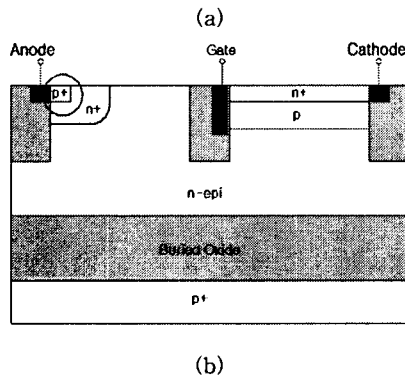 (a)
Anode Gate Cathode
p+ n+
n+ p
n-epi
Buried Oxide
p+
(b)